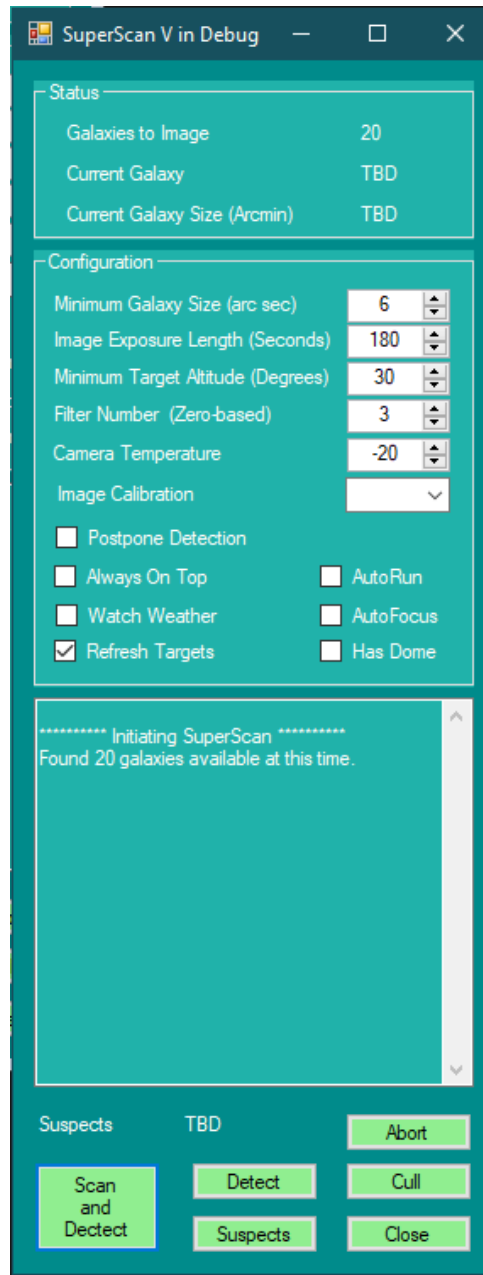 SuperScan V in Debug
Status
Galaxies to Image 20
Current Galaxy TBD
Current Galaxy Size (Arcmin) TBD
Configuration
Minimum Galaxy Size (arc sec) 6
Image Exposure Length (Seconds) 180
Minimum Target Altitude (Degrees) 30
Filter Number (Zero-based) 3
Camera Temperature -20
Image Calibration
Postpone Detection
Always On Top AutoRun
Watch Weather AutoFocus
Refresh Targets Has Dome
********** Initiating SuperScan **********
Found 20 galaxies available at this time.
Suspects TBD
Abort
Scan
and
Dectect
Detect
Cull
Suspects
Close